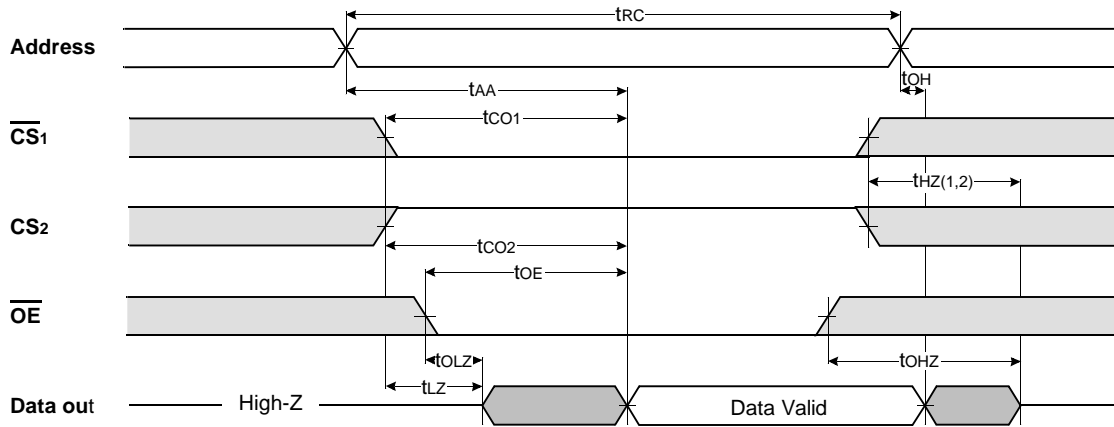 tRC
Address
tOH
tAA
CS1
tCO1
tHZ(1,2)
CS2
tCO2
tOE
OE
tOLZ
tOHZ
tLZ
Data out
High-Z
Data Valid